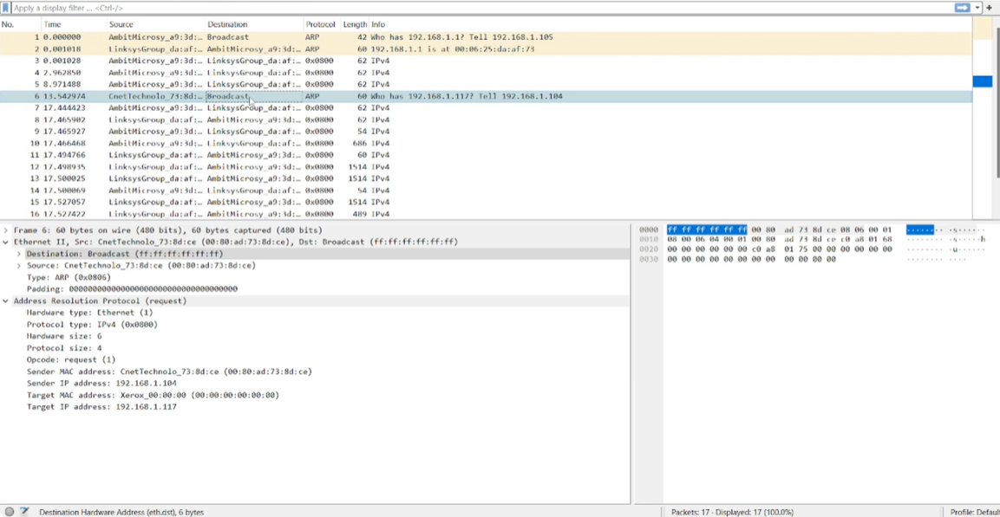 Apply a display filter ... <Ctrl-/>
No. Time Source Destination Protocol Length Info
1 0.000000 AmbitMicrosy_a9:3d:… Broadcast ARP 42 Who has 192.168.1.1? Tell 192.168.1.105
2 0.001018 LinksysGroup_da:af:… AmbitMicrosy_a9:3d:… ARP 60 192.168.1.1 is at 00:06:25:da:af:73
3 0.001028 AmbitMicrosy_a9:3d:… LinksysGroup_da:af:… 0x0800 62 IPv4
4 2.962850 AmbitMicrosy_a9:3d:… LinksysGroup_da:af:… 0x0800 62 IPv4
5 8.971488 AmbitMicrosy_a9:3d:… LinksysGroup_da:af:… 0x0800 62 IPv4
6 13.542974 CnetTechnolo_73:8d:… Broadcast ARP 60 Who has 192.168.1.117? Tell 192.168.1.104
7 17.444423 AmbitMicrosy_a9:3d:… LinksysGroup_da:af:… 0x0800 62 IPv4
8 17.465902 LinksysGroup_da:af:… AmbitMicrosy_a9:3d:… 0x0800 62 IPv4
9 17.465927 AmbitMicrosy_a9:3d:… LinksysGroup_da:af:… 0x0800 54 IPv4
10 17.466468 AmbitMicrosy_a9:3d:… LinksysGroup_da:af:… 0x0800 686 IPv4
11 17.494766 LinksysGroup_da:af:… AmbitMicrosy_a9:3d:… 0x0800 60 IPv4
12 17.498935 LinksysGroup_da:af:… AmbitMicrosy_a9:3d:… 0x0800 1514 IPv4
13 17.500025 LinksysGroup_da:af:… AmbitMicrosy_a9:3d:… 0x0800 1514 IPv4
14 17.500069 AmbitMicrosy_a9:3d:… LinksysGroup_da:af:… 0x0800 54 IPv4
15 17.527057 LinksysGroup_da:af:… AmbitMicrosy_a9:3d:… 0x0800 1514 IPv4
16 17.527422 LinksysGroup_da:af:… AmbitMicrosy_a9:3d:… 0x0800 489 IPv4
Frame 6: 60 bytes on wire (480 bits), 60 bytes captured (480 bits)
Ethernet II, Src: CnetTechnolo_73:8d:ce (00:80:ad:73:8d:ce), Dst: Broadcast (ff:ff:ff:ff:ff:ff)
Destination: Broadcast (ff:ff:ff:ff:ff:ff)
Source: CnetTechnolo_73:8d:ce (00:80:ad:73:8d:ce)
Type: ARP (0x0806)
Padding: 000000000000000000000000000000000000
Address Resolution Protocol (request)
Hardware type: Ethernet (1)
Protocol type: IPv4 (0x0800)
Hardware size: 6
Protocol size: 4
Opcode: request (1)
Sender MAC address: CnetTechnolo_73:8d:ce (00:80:ad:73:8d:ce)
Sender IP address: 192.168.1.104
Target MAC address: Xerox_00:00:00 (00:00:00:00:00:00)
Target IP address: 192.168.1.117
0000 ff ff ff ff ff ff 00 80 ad 73 8d ce 08 06 00 01 ········ ·s······
0010 08 00 06 04 00 01 00 80 ad 73 8d ce c0 a8 01 68 ········ ·s·····h
0020 00 00 00 00 00 00 c0 a8 01 75 00 00 00 00 00 00 ········ ·u······
0030 00 00 00 00 00 00 00 00 00 00 00 00 ········ ····
Destination Hardware Address (eth.dst), 6 bytes
Packets: 17 · Displayed: 17 (100.0%)
Profile: Default